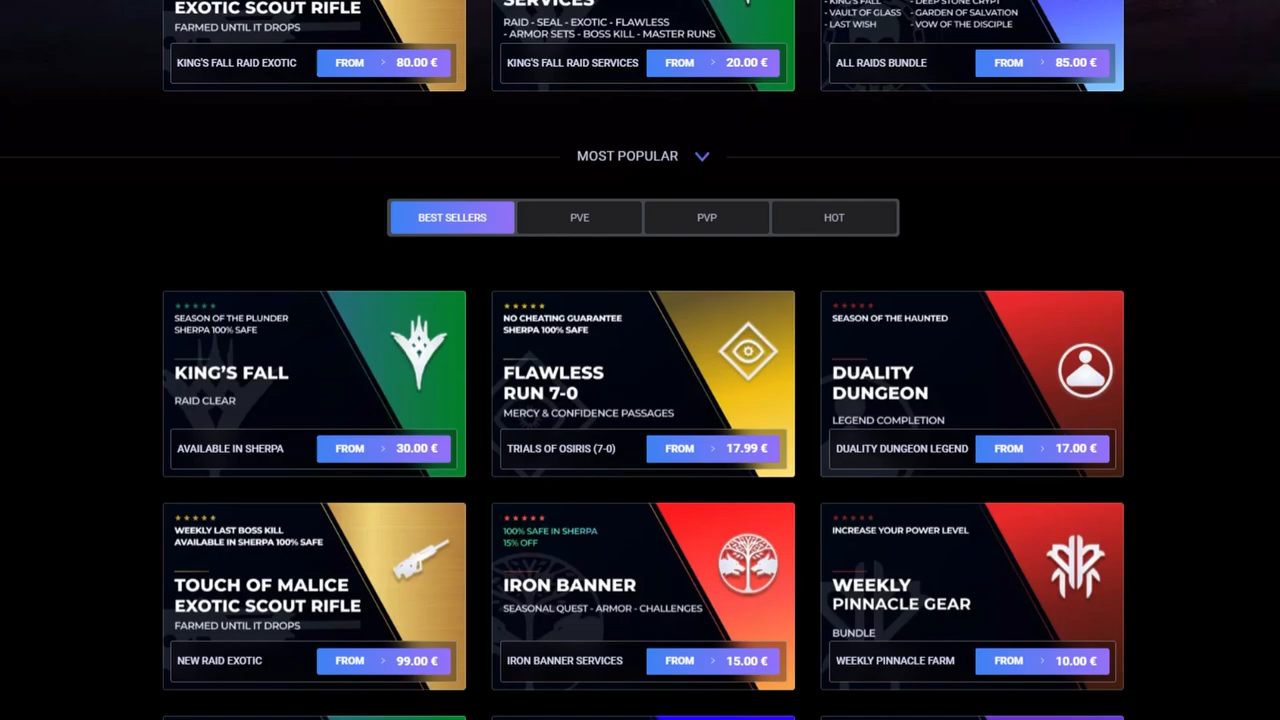 EXOTIC SCOUT RIFLE
FARMED UNTIL IT DROPS
KING'S FALL RAID EXOTIC
FROM > 80.00 €
SERVICES
RAID - SEAL - EXOTIC - FLAWLESS
- ARMOR SETS - BOSS KILL - MASTER RUNS
KING'S FALL RAID SERVICES
FROM > 20.00 €
- KING'S FALL - DEEP STONE CRYPT
- VAULT OF GLASS - GARDEN OF SALVATION
- LAST WISH - VOW OF THE DISCIPLE
ALL RAIDS BUNDLE
FROM > 85.00 €
MOST POPULAR
BEST SELLERS
PVE
PVP
HOT
SEASON OF THE PLUNDER
SHERPA 100% SAFE
KING'S FALL
RAID CLEAR
AVAILABLE IN SHERPA
FROM > 30.00 €
NO CHEATING GUARANTEE
SHERPA 100% SAFE
FLAWLESS
RUN 7-0
MERCY & CONFIDENCE PASSAGES
TRIALS OF OSIRIS (7-0)
FROM > 17.99 €
SEASON OF THE HAUNTED
DUALITY
DUNGEON
LEGEND COMPLETION
DUALITY DUNGEON LEGEND
FROM > 17.00 €
WEEKLY LAST BOSS KILL
AVAILABLE IN SHERPA 100% SAFE
TOUCH OF MALICE
EXOTIC SCOUT RIFLE
FARMED UNTIL IT DROPS
NEW RAID EXOTIC
FROM > 99.00 €
100% SAFE IN SHERPA
15% OFF
IRON BANNER
SEASONAL QUEST - ARMOR - CHALLENGES
IRON BANNER SERVICES
FROM > 15.00 €
INCREASE YOUR POWER LEVEL
WEEKLY
PINNACLE GEAR
BUNDLE
WEEKLY PINNACLE FARM
FROM > 10.00 €